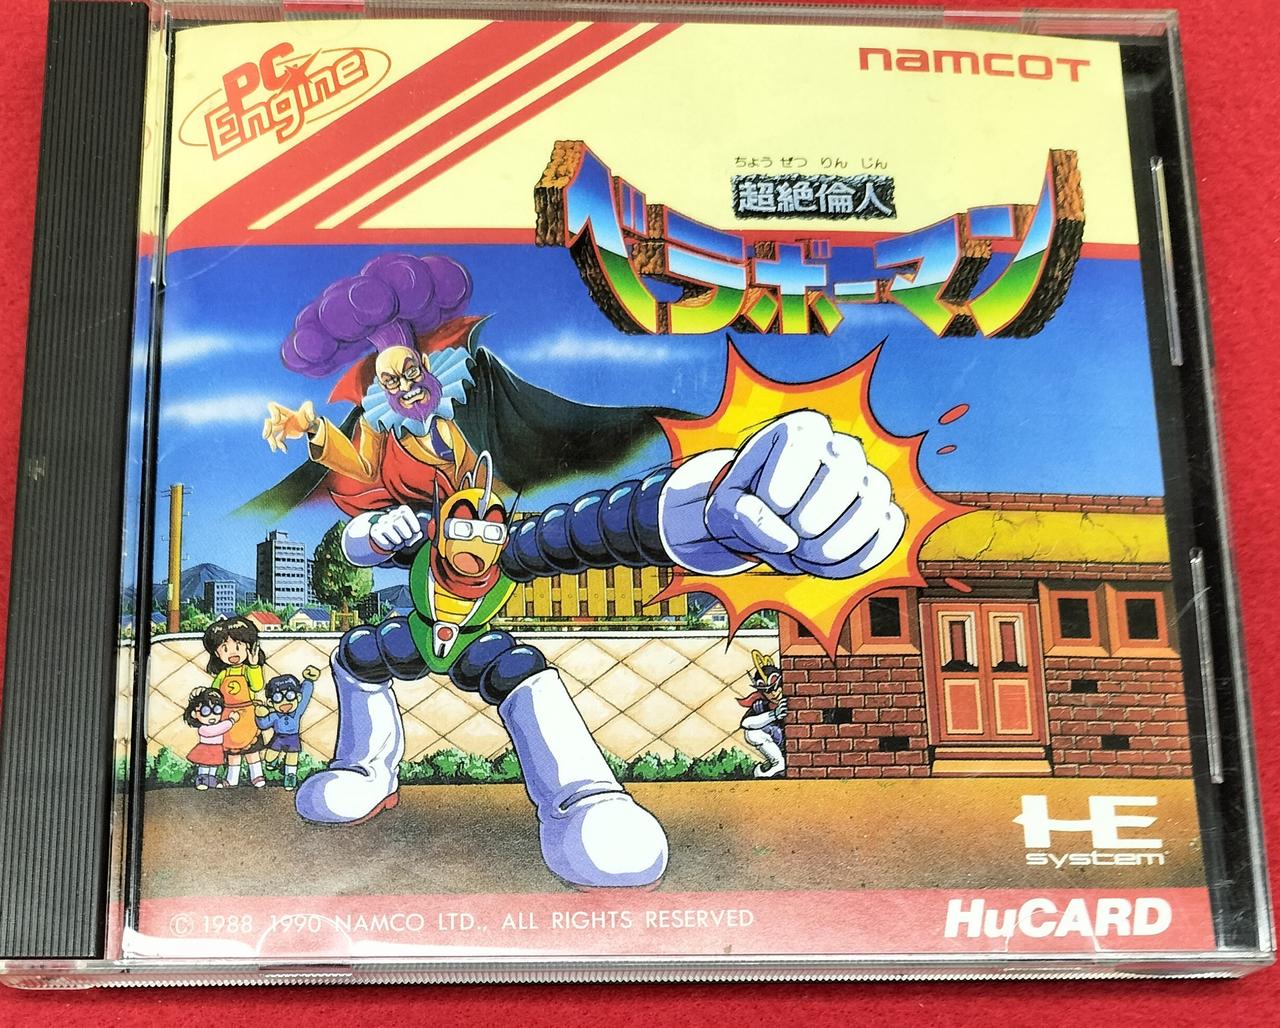 PC Engine
namcoT
ちょう ぜつ りん じん
超絶倫人
ベラボーマン
HE
system
© 1988 1990 NAMCO LTD., ALL RIGHTS RESERVED
HuCARD